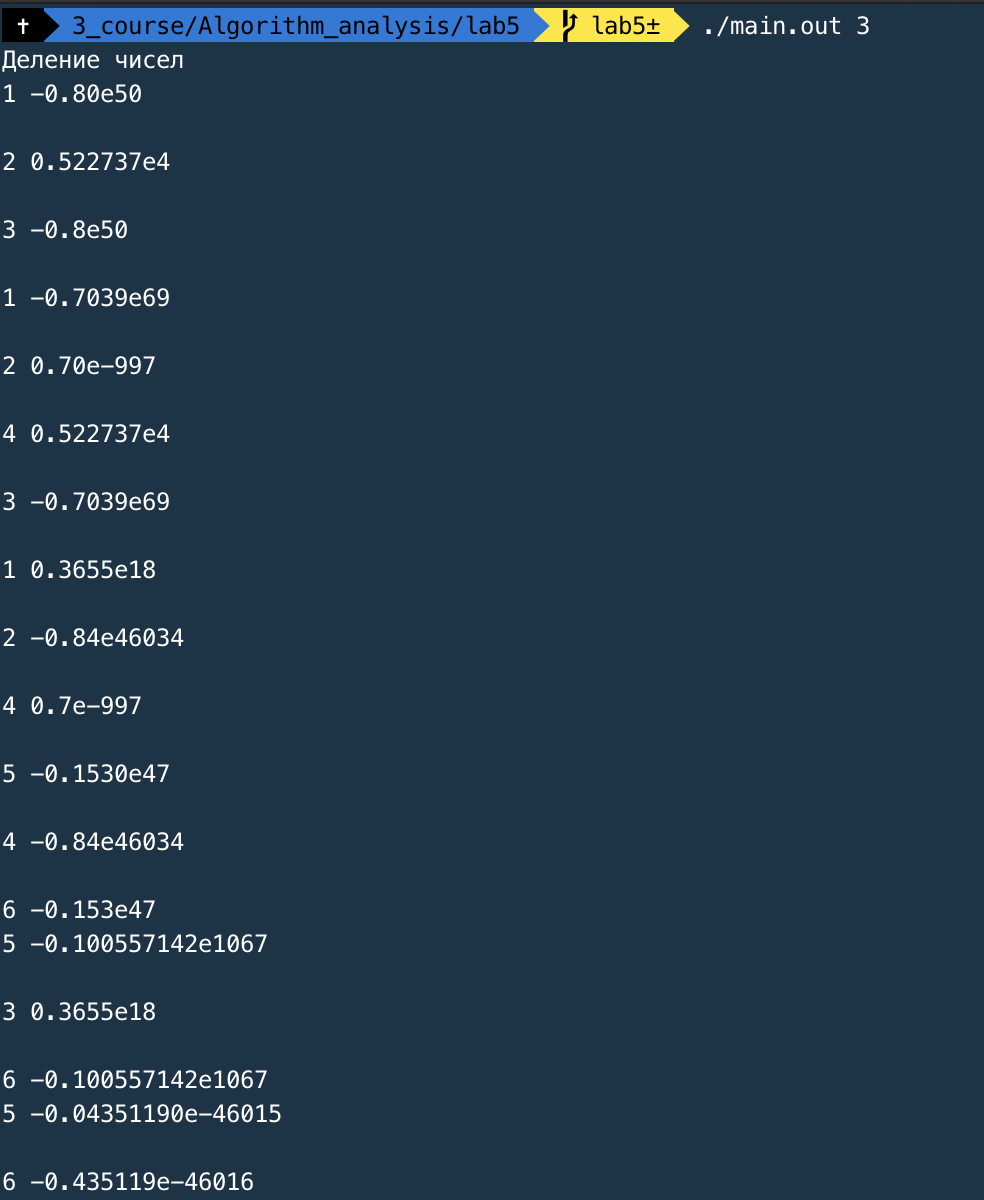 ✝ 3_course/Algorithm_analysis/lab5 lab5± ./main.out 3
Деление чисел
1 −0.80e50
2 0.522737e4
3 −0.8e50
1 −0.7039e69
2 0.70e−997
4 0.522737e4
3 −0.7039e69
1 0.3655e18
2 −0.84e46034
4 0.7e−997
5 −0.1530e47
4 −0.84e46034
6 −0.153e47
5 −0.100557142e1067
3 0.3655e18
6 −0.100557142e1067
5 −0.04351190e−46015
6 −0.435119e−46016